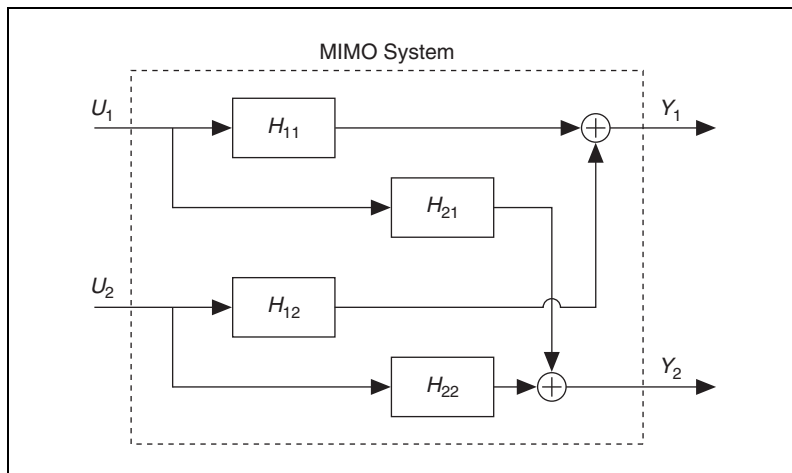 MIMO System
U₁
H₁₁
Y₁
H₂₁
U₂
H₁₂
H₂₂
Y₂